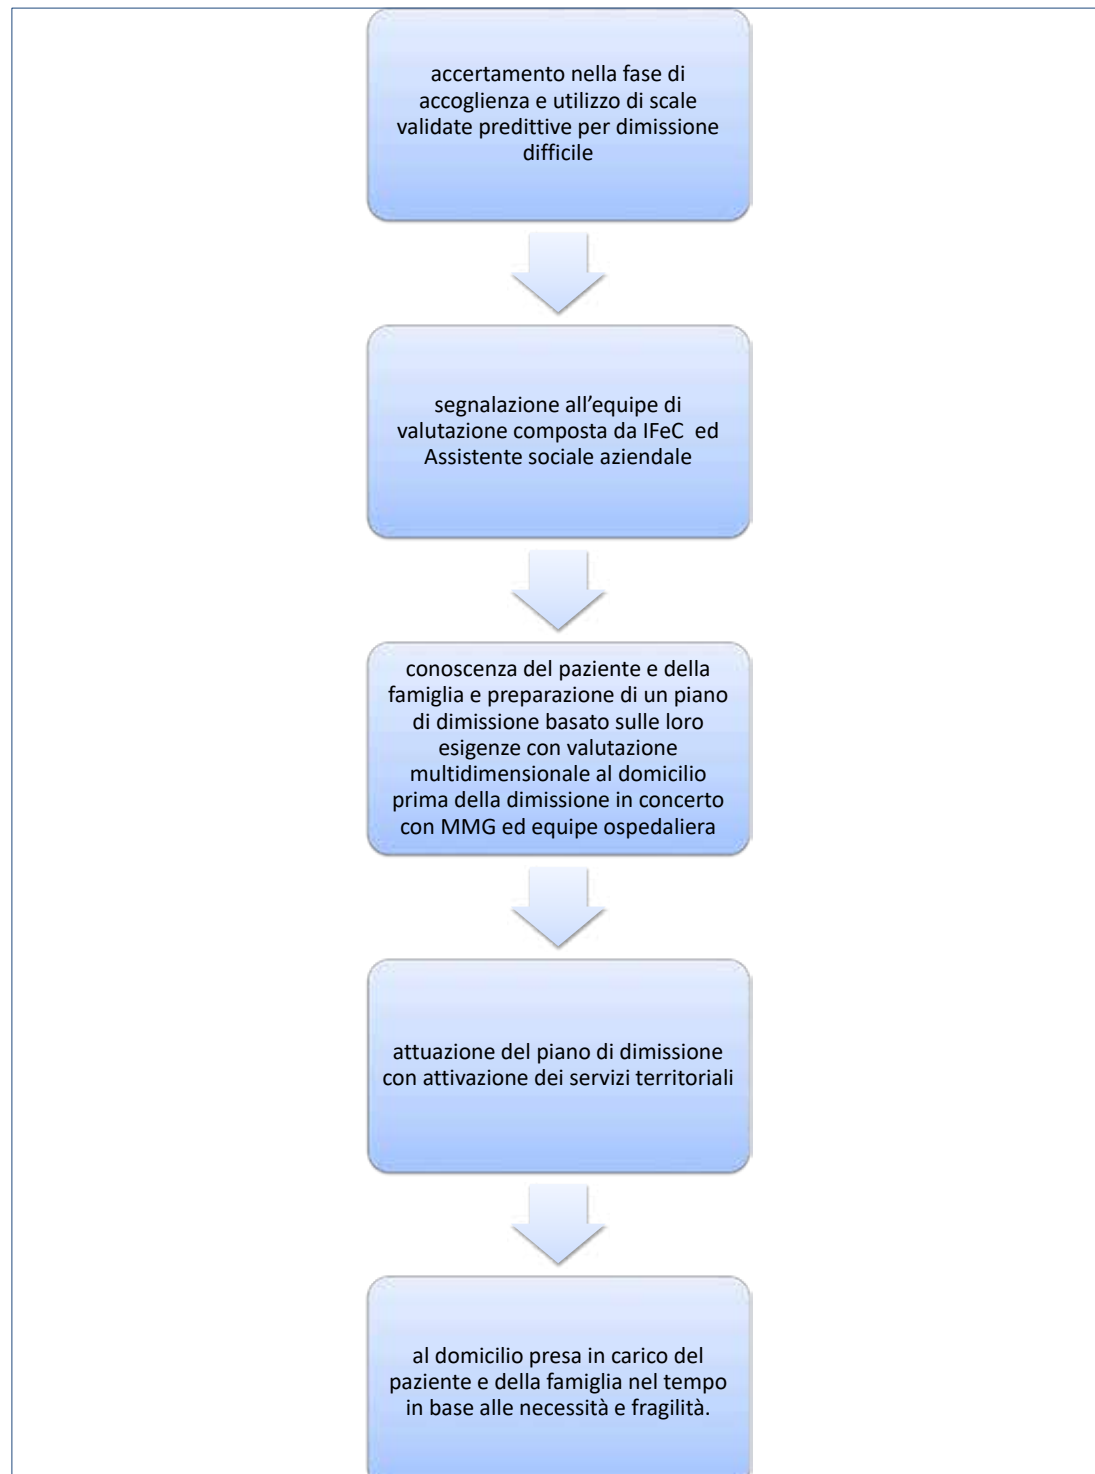 accertamento nella fase di
accoglienza e utilizzo di scale
validate predittive per dimissione
difficile
segnalazione all’equipe di
valutazione composta da IFeC ed
Assistente sociale aziendale
conoscenza del paziente e della
famiglia e preparazione di un piano
di dimissione basato sulle loro
esigenze con valutazione
multidimensionale al domicilio
prima della dimissione in concerto
con MMG ed equipe ospedaliera
attuazione del piano di dimissione
con attivazione dei servizi territoriali
al domicilio presa in carico del
paziente e della famiglia nel tempo
in base alle necessità e fragilità.